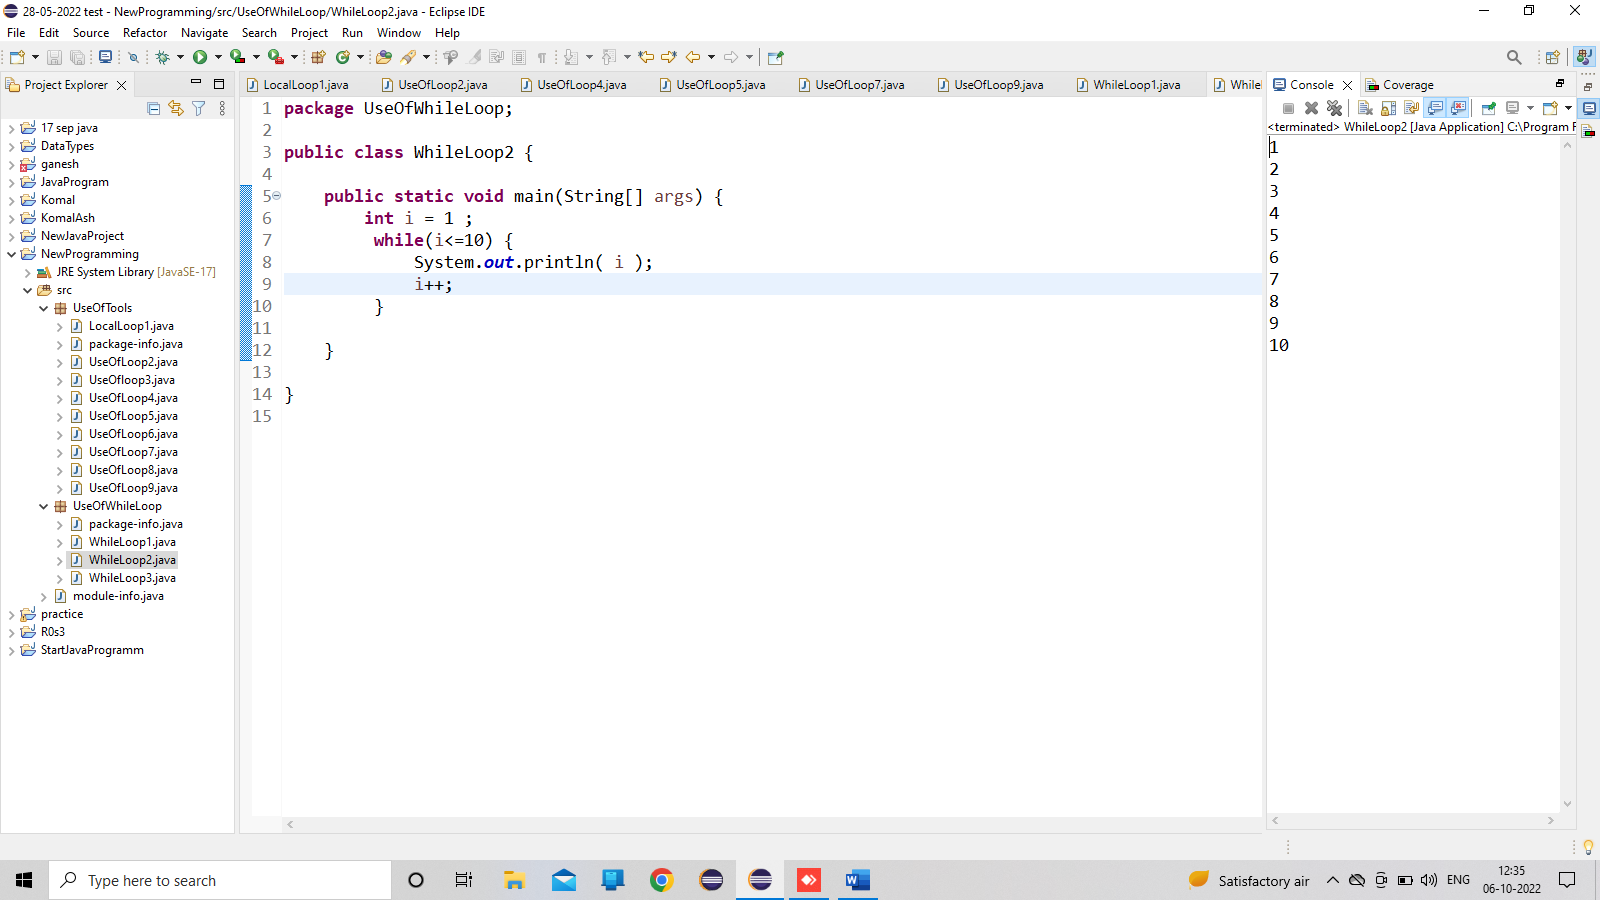 28-05-2022 test - NewProgramming/src/UseOfWhileLoop/WhileLoop2.java - Eclipse IDE
File Edit Source Refactor Navigate Search Project Run Window Help
Project Explorer
17 sep java
DataTypes
ganesh
JavaProgram
Komal
KomalAsh
NewJavaProject
NewProgramming
JRE System Library [JavaSE-17]
src
UseOfTools
LocalLoop1.java
package-info.java
UseOfLoop2.java
UseOfloop3.java
UseOfLoop4.java
UseOfLoop5.java
UseOfLoop6.java
UseOfLoop7.java
UseOfLoop8.java
UseOfLoop9.java
UseOfWhileLoop
package-info.java
WhileLoop1.java
WhileLoop2.java
WhileLoop3.java
module-info.java
practice
R0s3
StartJavaProgramm
LocalLoop1.java UseOfLoop2.java UseOfLoop4.java UseOfLoop5.java UseOfLoop7.java UseOfLoop9.java WhileLoop1.java While
1 package UseOfWhileLoop;
2
3 public class WhileLoop2 {
4
5 public static void main(String[] args) {
6 int i = 1 ;
7 while(i<=10) {
8 System.out.println( i );
9 i++;
10 }
11
12 }
13
14 }
15
Console Coverage
<terminated> WhileLoop2 [Java Application] C:\Program F
1
2
3
4
5
6
7
8
9
10
Type here to search
Satisfactory air ENG 12:35
06-10-2022